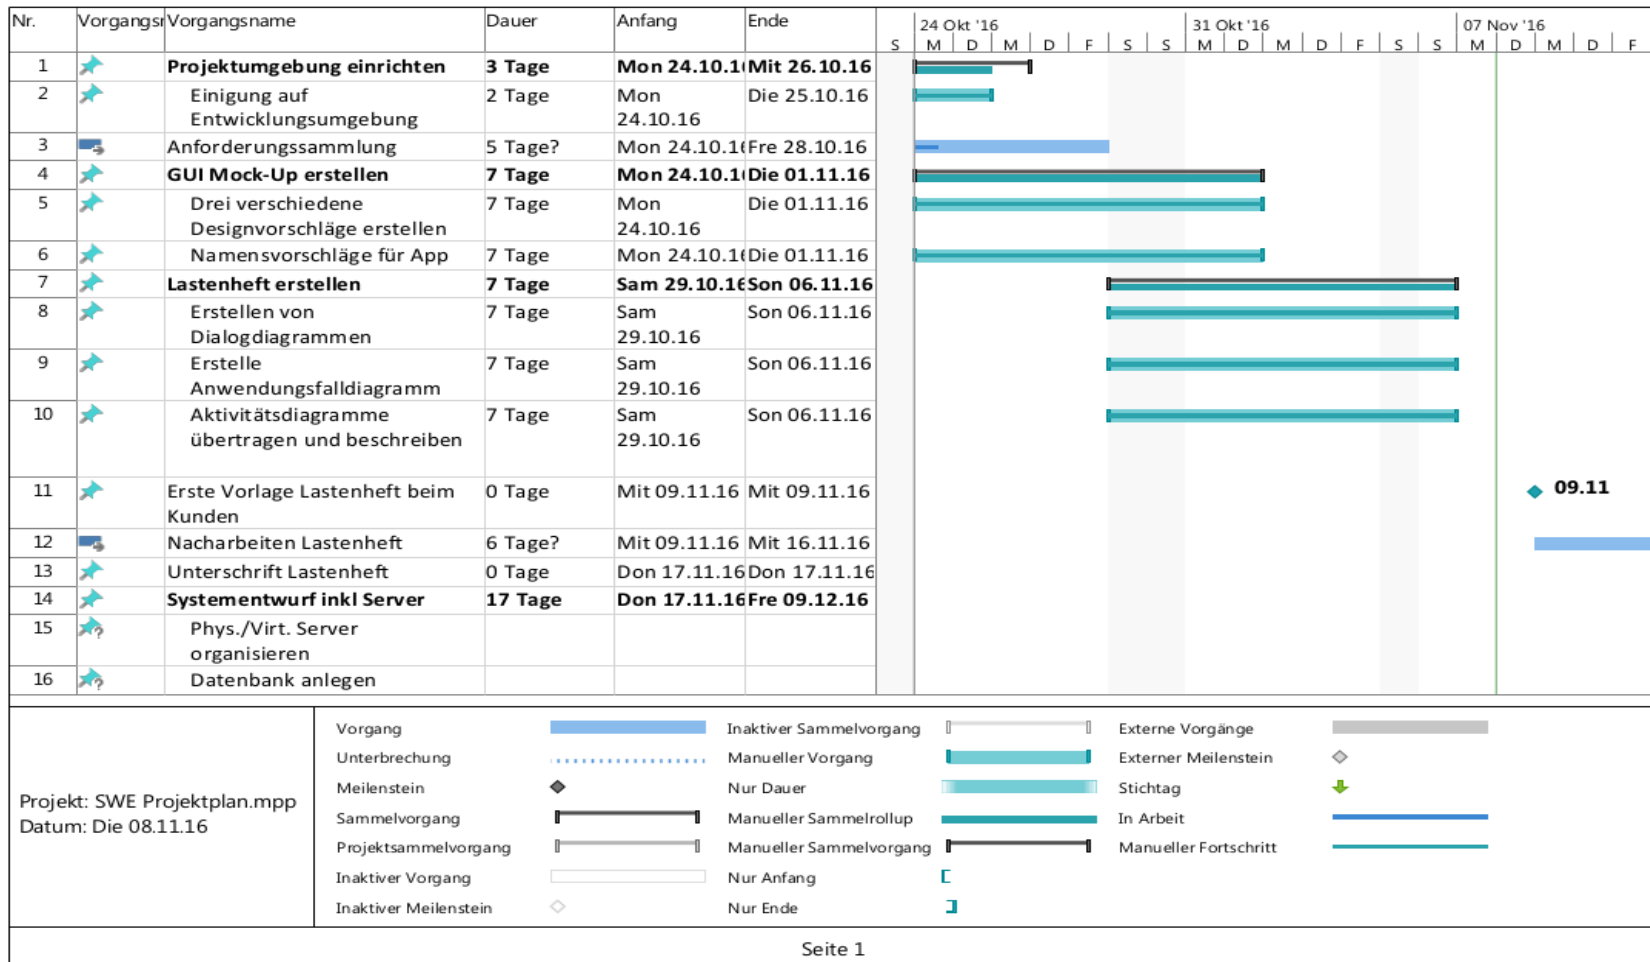 Nr. Vorgangsr Vorgangsname Dauer Anfang Ende 24 Okt '16 31 Okt '16 07 Nov '16
S M D M D F S S M D M D F S S M D M D F
1 Projektumgebung einrichten 3 Tage Mon 24.10.16 Mit 26.10.16
2 Einigung auf 2 Tage Mon Die 25.10.16
Entwicklungsumgebung 24.10.16
3 Anforderungssammlung 5 Tage? Mon 24.10.16 Fre 28.10.16
4 GUI Mock-Up erstellen 7 Tage Mon 24.10.16 Die 01.11.16
5 Drei verschiedene 7 Tage Mon Die 01.11.16
Designvorschläge erstellen 24.10.16
6 Namensvorschläge für App 7 Tage Mon 24.10.16 Die 01.11.16
7 Lastenheft erstellen 7 Tage Sam 29.10.16 Son 06.11.16
8 Erstellen von 7 Tage Sam Son 06.11.16
Dialogdiagrammen 29.10.16
9 Erstelle 7 Tage Sam Son 06.11.16
Anwendungsfalldiagramm 29.10.16
10 Aktivitätsdiagramme 7 Tage Sam Son 06.11.16
übertragen und beschreiben 29.10.16
11 Erste Vorlage Lastenheft beim 0 Tage Mit 09.11.16 Mit 09.11.16 09.11
Kunden
12 Nacharbeiten Lastenheft 6 Tage? Mit 09.11.16 Mit 16.11.16
13 Unterschrift Lastenheft 0 Tage Don 17.11.16 Don 17.11.16
14 Systementwurf inkl Server 17 Tage Don 17.11.16 Fre 09.12.16
15 Phys./Virt. Server
organisieren
16 Datenbank anlegen
Projekt: SWE Projektplan.mpp
Datum: Die 08.11.16
Vorgang
Unterbrechung
Meilenstein
Sammelvorgang
Projektsammelvorgang
Inaktiver Vorgang
Inaktiver Meilenstein
Inaktiver Sammelvorgang
Manueller Vorgang
Nur Dauer
Manueller Sammelrollup
Manueller Sammelvorgang
Nur Anfang
Nur Ende
Externe Vorgänge
Externer Meilenstein
Stichtag
In Arbeit
Manueller Fortschritt
Seite 1